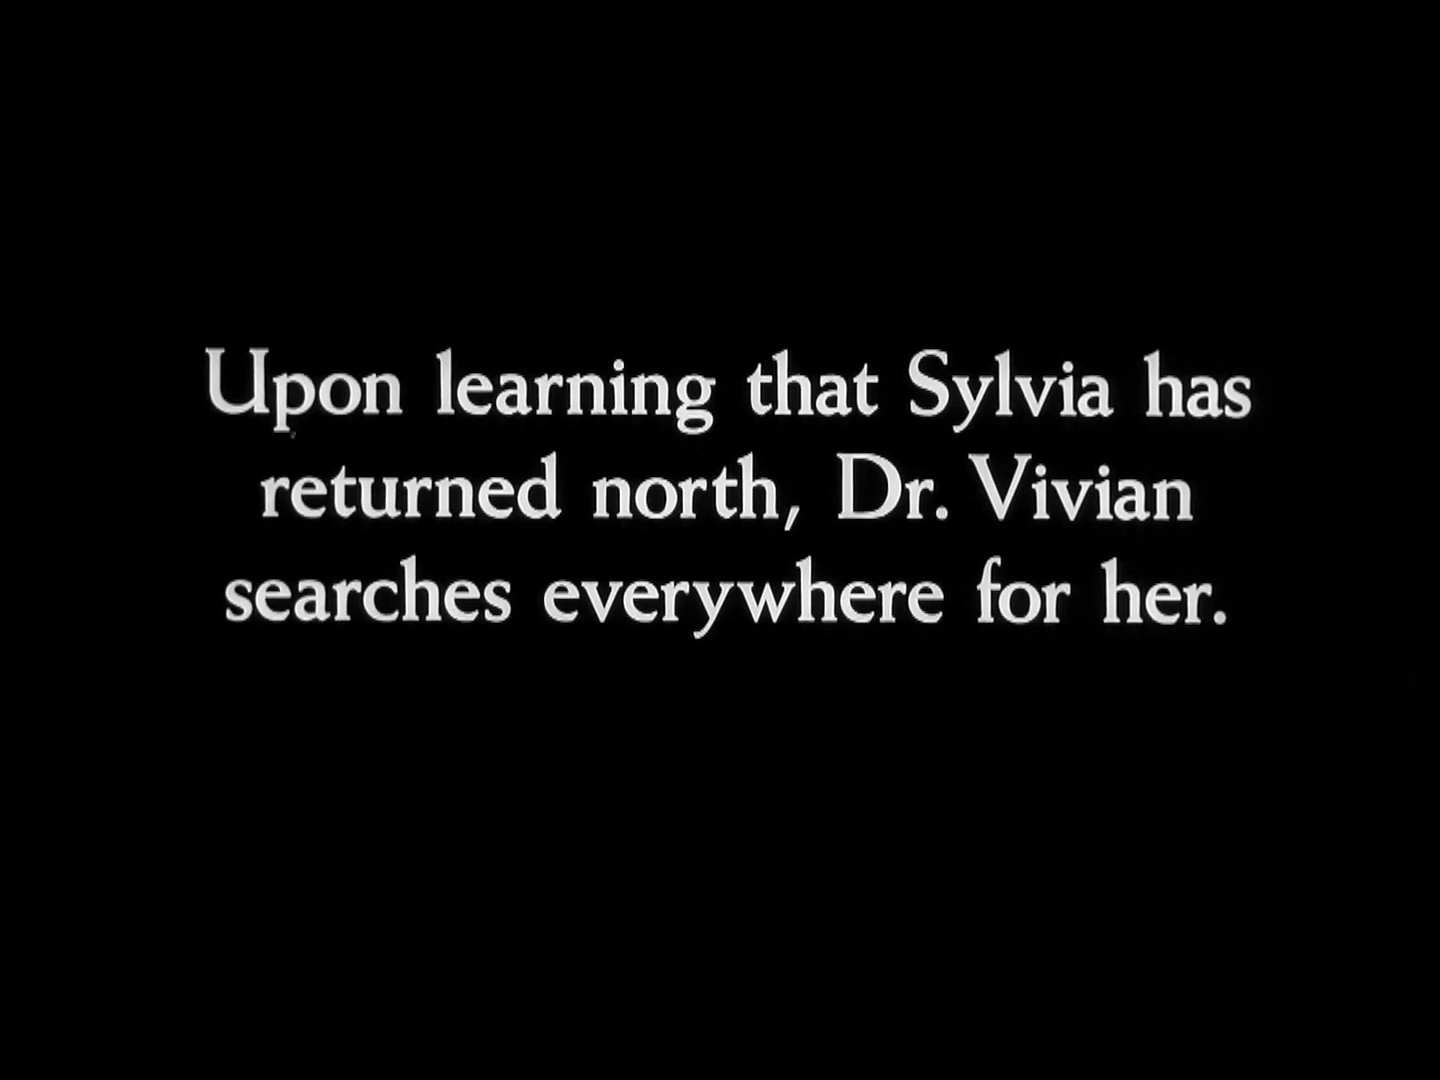 Upon learning that Sylvia has
returned north, Dr. Vivian
searches everywhere for her.